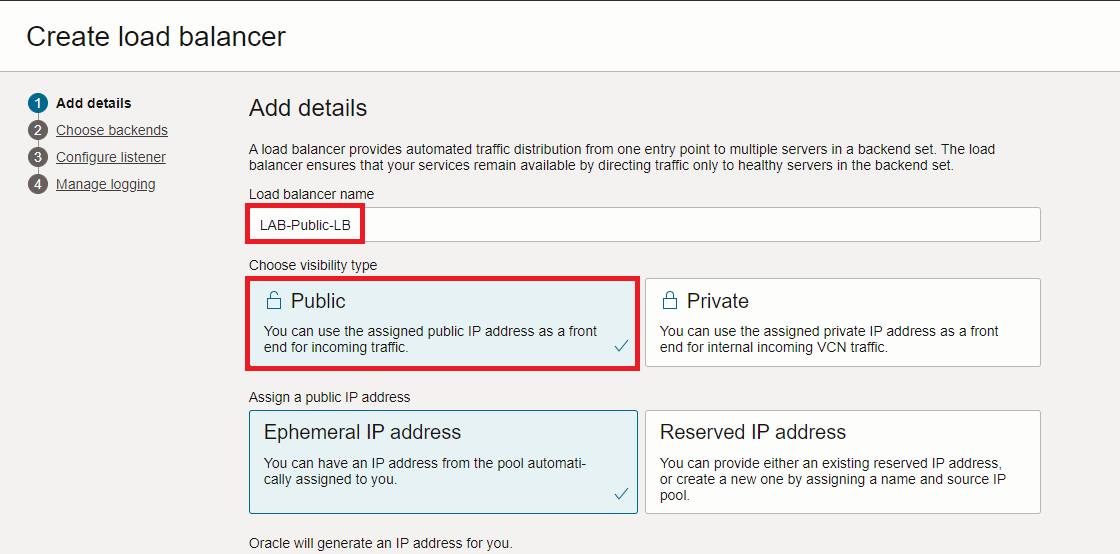 Create load balancer
1 Add details
2 Choose backends
3 Configure listener
4 Manage logging
Add details
A load balancer provides automated traffic distribution from one entry point to multiple servers in a backend set. The load
balancer ensures that your services remain available by directing traffic only to healthy servers in the backend set.
Load balancer name
LAB-Public-LB
Choose visibility type
Public
You can use the assigned public IP address as a front
end for incoming traffic.
Private
You can use the assigned private IP address as a front
end for internal incoming VCN traffic.
Assign a public IP address
Ephemeral IP address
You can have an IP address from the pool automati-
cally assigned to you.
Reserved IP address
You can provide either an existing reserved IP address,
or create a new one by assigning a name and source IP
pool.
Oracle will generate an IP address for you.